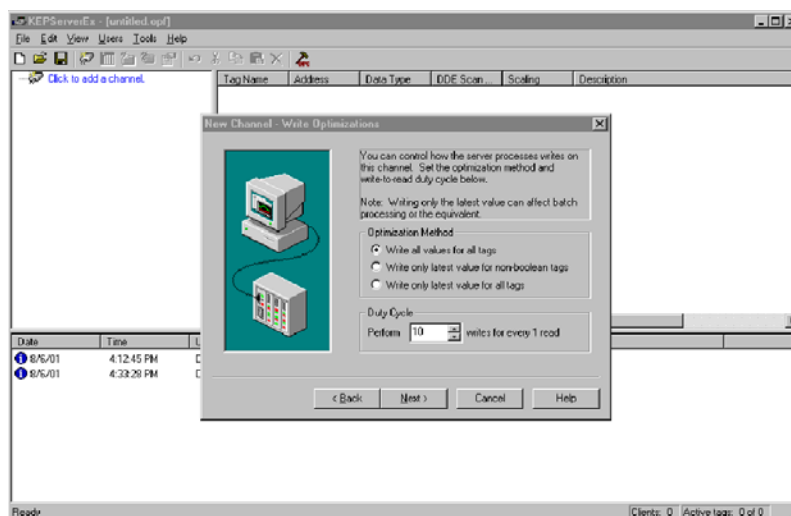 KEPServerEx - [untitled.opf]
File Edit View Users Tools Help
Click to add a channel.
Tag Name Address Data Type DDE Scan ... Scaling Description
New Channel - Write Optimizations
You can control how the server processes writes on
this channel. Set the optimization method and
write-to-read duty cycle below.
Note: Writing only the latest value can affect batch
processing or the equivalent.
Optimization Method
Write all values for all tags
Write only latest value for non-boolean tags
Write only latest value for all tags
Duty Cycle
Perform 10 writes for every 1 read
< Back Next > Cancel Help
Date Time
8/6/01 4:12:45 PM
8/6/01 4:33:28 PM
Ready Clients: 0 Active tags: 0 of 0